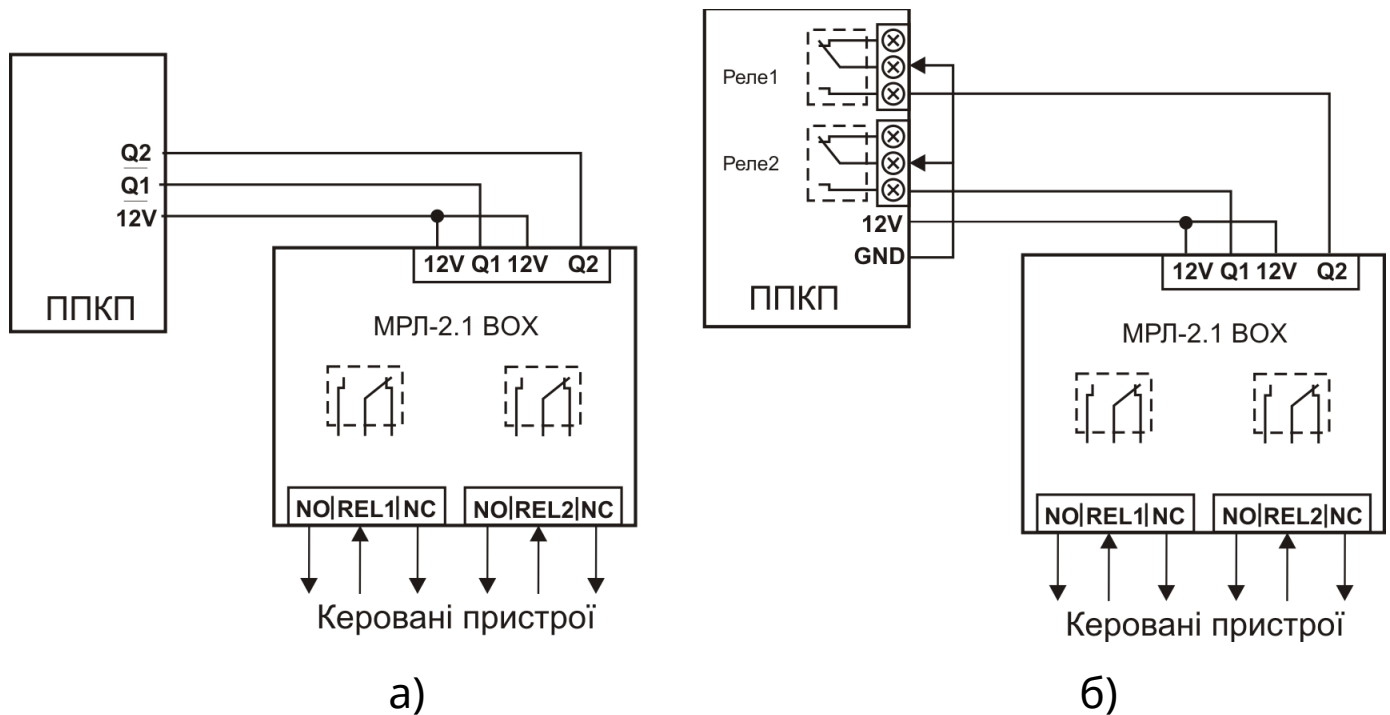 Q2
Q1
12V
ППКП
12V Q1 12V Q2
МРЛ-2.1 BOX
NO|REL1|NC
NO|REL2|NC
Керовані пристрої
а)
Реле1
Реле2
12V
GND
ППКП
12V Q1 12V Q2
МРЛ-2.1 BOX
NO|REL1|NC
NO|REL2|NC
Керовані пристрої
б)